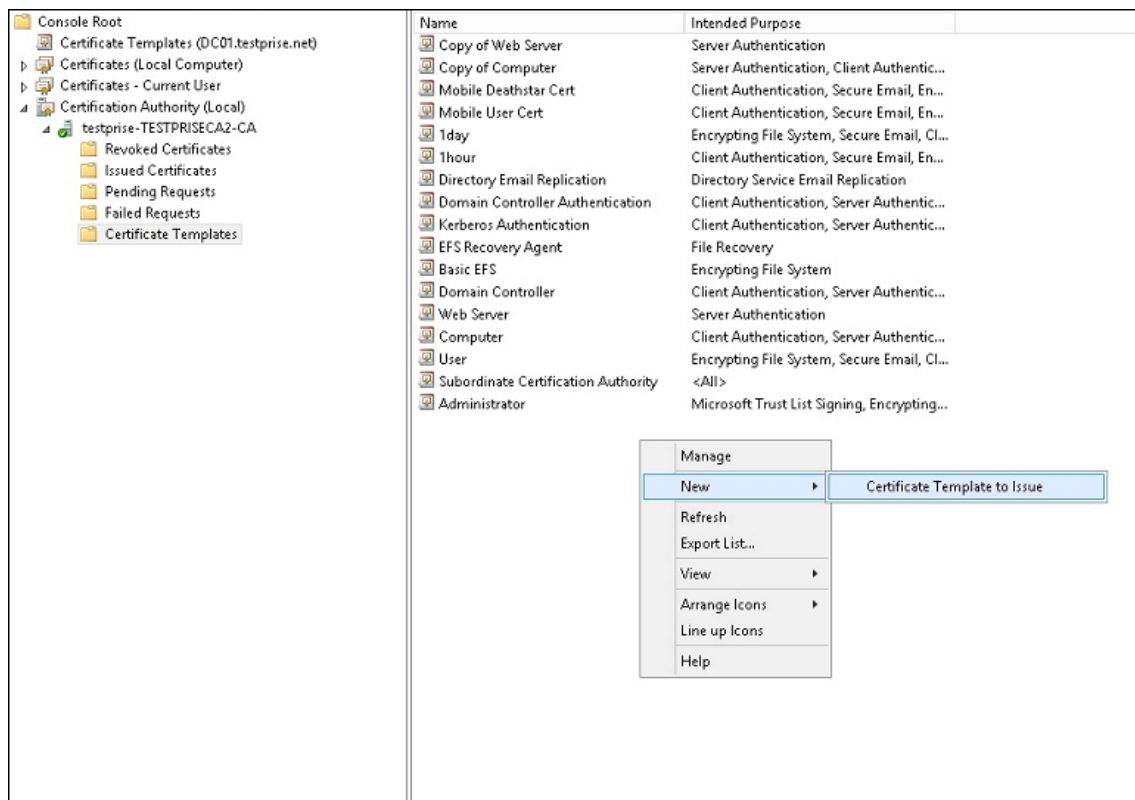 Console Root
Certificate Templates (DC01.testprise.net)
Certificates (Local Computer)
Certificates - Current User
Certification Authority (Local)
testprise-TESTPRISECA2-CA
Revoked Certificates
Issued Certificates
Pending Requests
Failed Requests
Certificate Templates
Name Intended Purpose
Copy of Web Server Server Authentication
Copy of Computer Server Authentication, Client Authentic...
Mobile Deathstar Cert Client Authentication, Secure Email, En...
Mobile User Cert Client Authentication, Secure Email, En...
1day Encrypting File System, Secure Email, Cl...
1hour Client Authentication, Secure Email, En...
Directory Email Replication Directory Service Email Replication
Domain Controller Authentication Client Authentication, Server Authentic...
Kerberos Authentication Client Authentication, Server Authentic...
EFS Recovery Agent File Recovery
Basic EFS Encrypting File System
Domain Controller Client Authentication, Server Authentic...
Web Server Server Authentication
Computer Client Authentication, Server Authentic...
User Encrypting File System, Secure Email, Cl...
Subordinate Certification Authority <All>
Administrator Microsoft Trust List Signing, Encrypting...
Manage
New Certificate Template to Issue
Refresh
Export List...
View
Arrange Icons
Line up Icons
Help